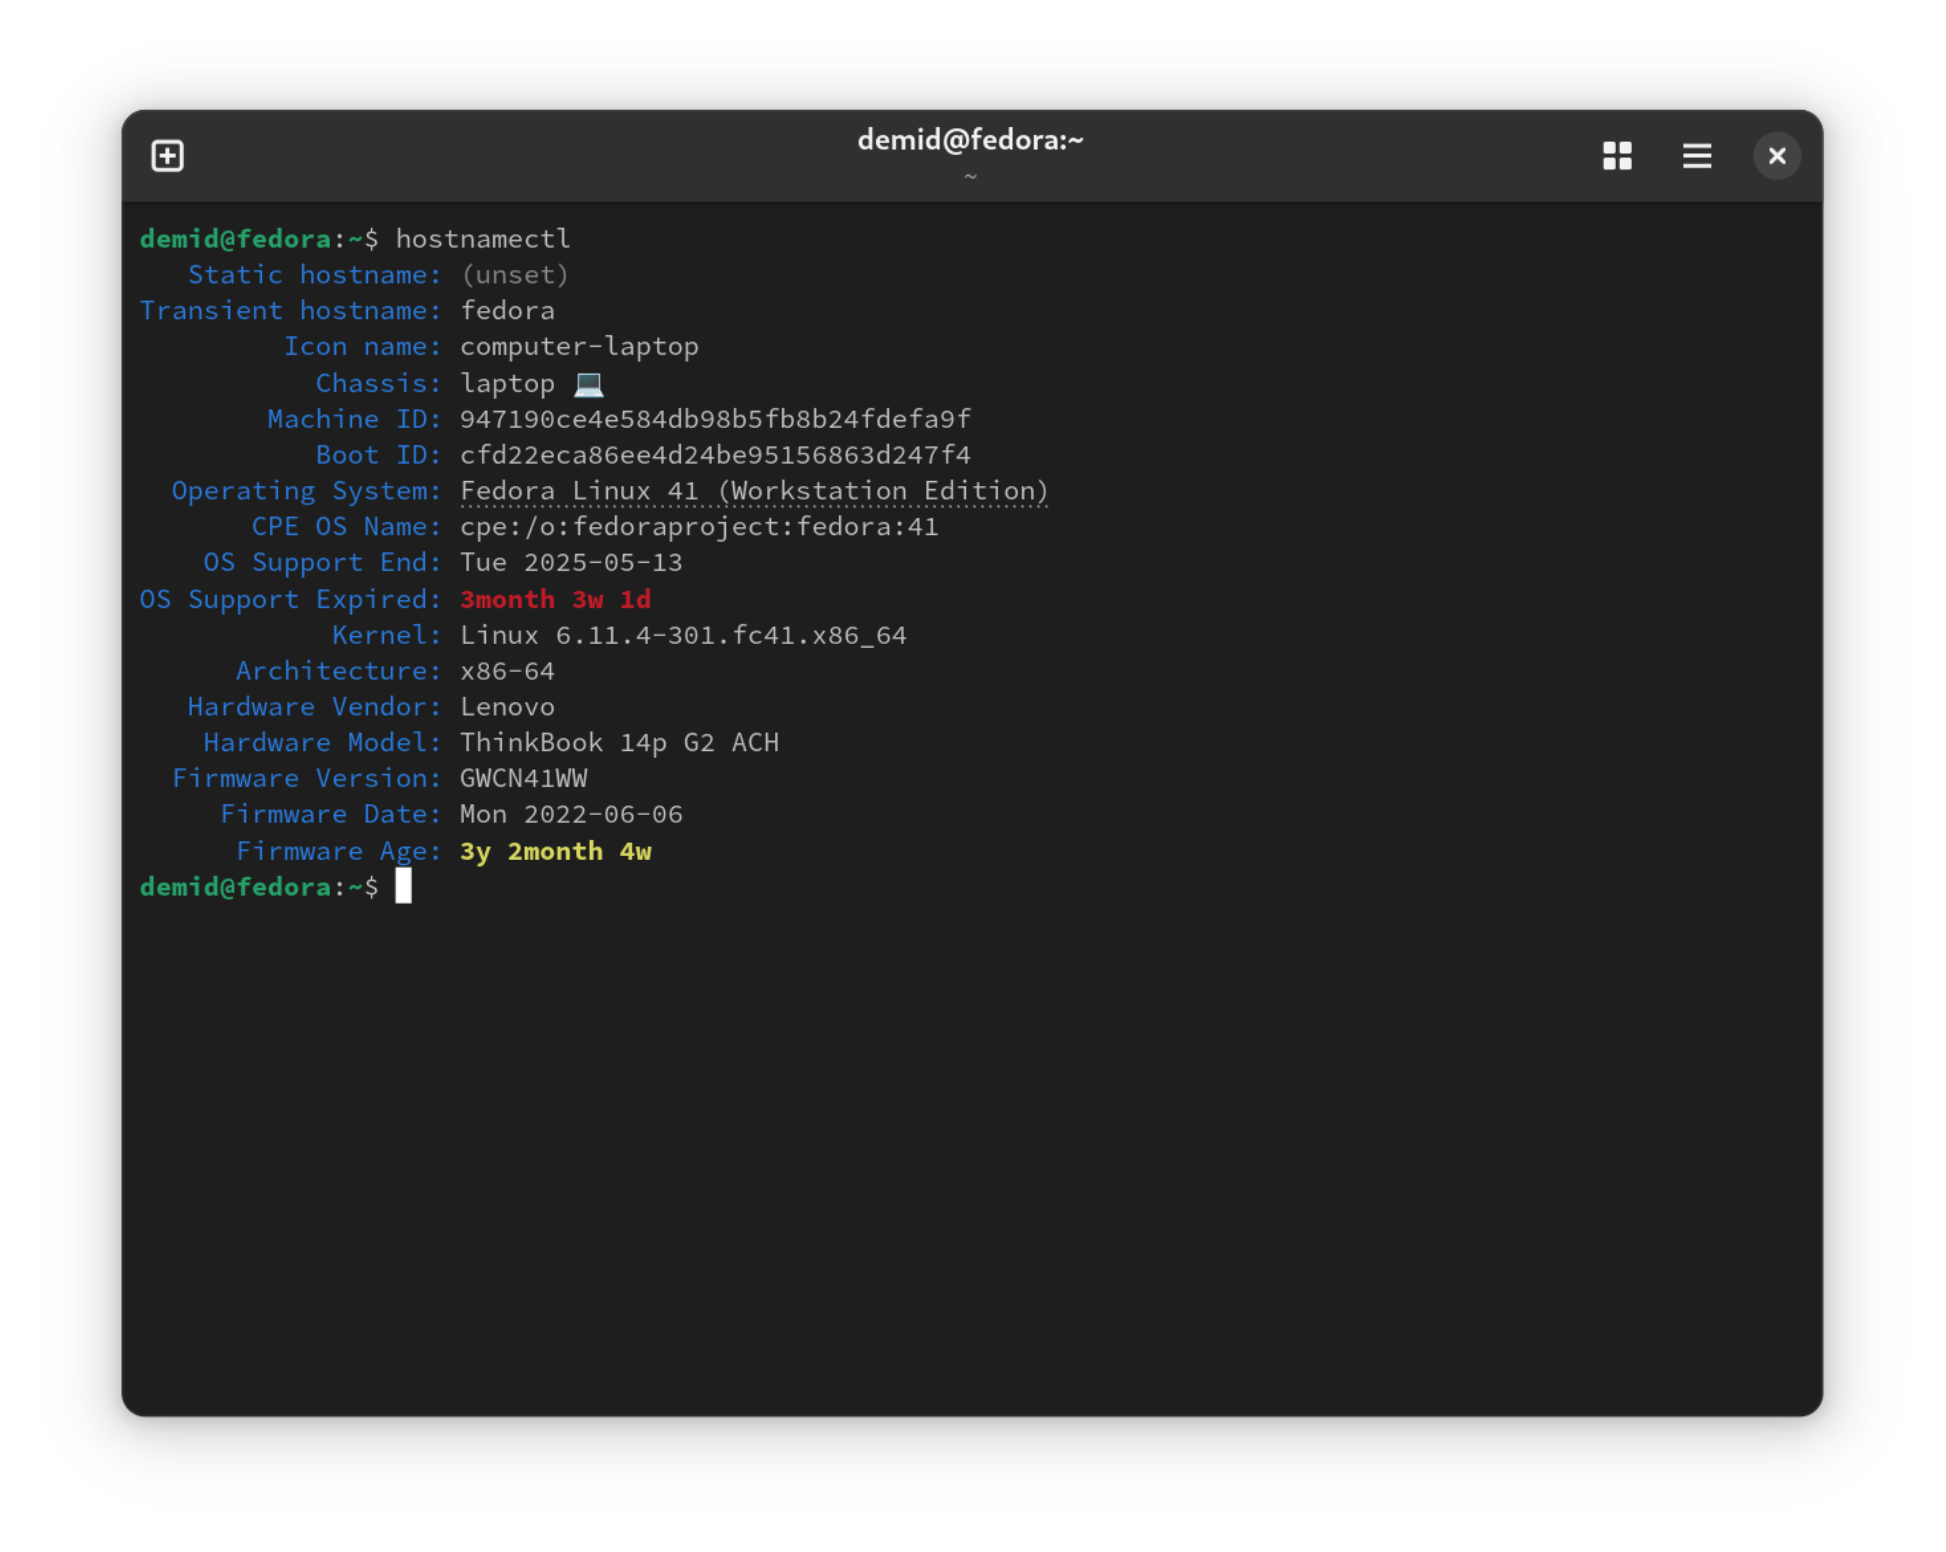 demid@fedora:~
~
demid@fedora:~$ hostnamectl
Static hostname: (unset)
Transient hostname: fedora
Icon name: computer-laptop
Chassis: laptop 💻
Machine ID: 947190ce4e584db98b5fb8b24fdefa9f
Boot ID: cfd22eca86ee4d24be95156863d247f4
Operating System: Fedora Linux 41 (Workstation Edition)
CPE OS Name: cpe:/o:fedoraproject:fedora:41
OS Support End: Tue 2025-05-13
OS Support Expired: 3month 3w 1d
Kernel: Linux 6.11.4-301.fc41.x86_64
Architecture: x86-64
Hardware Vendor: Lenovo
Hardware Model: ThinkBook 14p G2 ACH
Firmware Version: GWCN41WW
Firmware Date: Mon 2022-06-06
Firmware Age: 3y 2month 4w
demid@fedora:~$